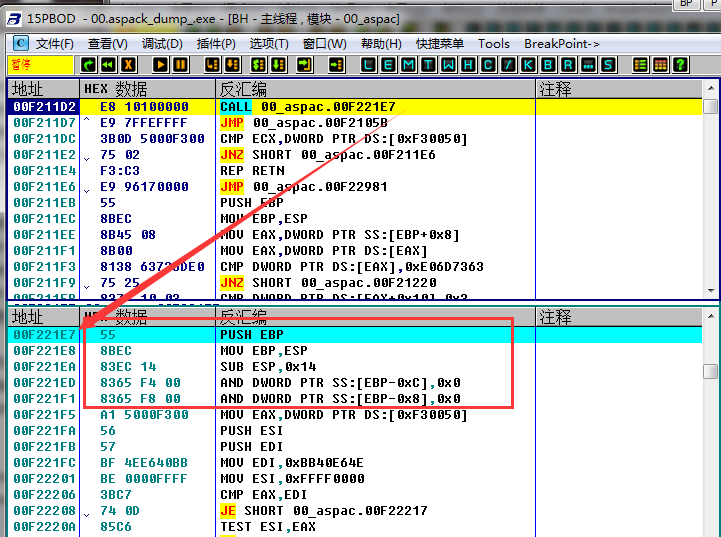 BP P
15PBOD - 00.aspack_dump_.exe - [BH - 主线程 , 模块 - 00_aspac]
C 文件(F) 查看(V) 调试(D) 插件(P) 选项(T) 窗口(W) 帮助(H) 快捷菜单 Tools BreakPoint->
暂停 L E M T W H C / K B R ... S
地址 HEX 数据 反汇编 注释
00F211D2 E8 10100000 CALL 00_aspac.00F221E7
00F211D7 ^ E9 7FFEFFFF JMP 00_aspac.00F2105B
00F211DC 3B0D 5000F300 CMP ECX,DWORD PTR DS:[0xF30050]
00F211E2 75 02 JNZ SHORT 00_aspac.00F211E6
00F211E4 F3:C3 REP RETN
00F211E6 E9 96170000 JMP 00_aspac.00F22981
00F211EB 55 PUSH EBP
00F211EC 8BEC MOV EBP,ESP
00F211EE 8B45 08 MOV EAX,DWORD PTR SS:[EBP+0x8]
00F211F1 8B00 MOV EAX,DWORD PTR DS:[EAX]
00F211F3 8138 63736DE0 CMP DWORD PTR DS:[EAX],0xE06D7363
00F211F9 75 25 JNZ SHORT 00_aspac.00F21220
地址 HEX 数据 反汇编 注释
00F221E7 55 PUSH EBP
00F221E8 8BEC MOV EBP,ESP
00F221EA 83EC 14 SUB ESP,0x14
00F221ED 8365 F4 00 AND DWORD PTR SS:[EBP-0xC],0x0
00F221F1 8365 F8 00 AND DWORD PTR SS:[EBP-0x8],0x0
00F221F5 A1 5000F300 MOV EAX,DWORD PTR DS:[0xF30050]
00F221FA 56 PUSH ESI
00F221FB 57 PUSH EDI
00F221FC BF 4EE640BB MOV EDI,0xBB40E64E
00F22201 BE 0000FFFF MOV ESI,0xFFFF0000
00F22206 3BC7 CMP EAX,EDI
00F22208 74 0D JE SHORT 00_aspac.00F22217
00F2220A 85C6 TEST ESI,EAX